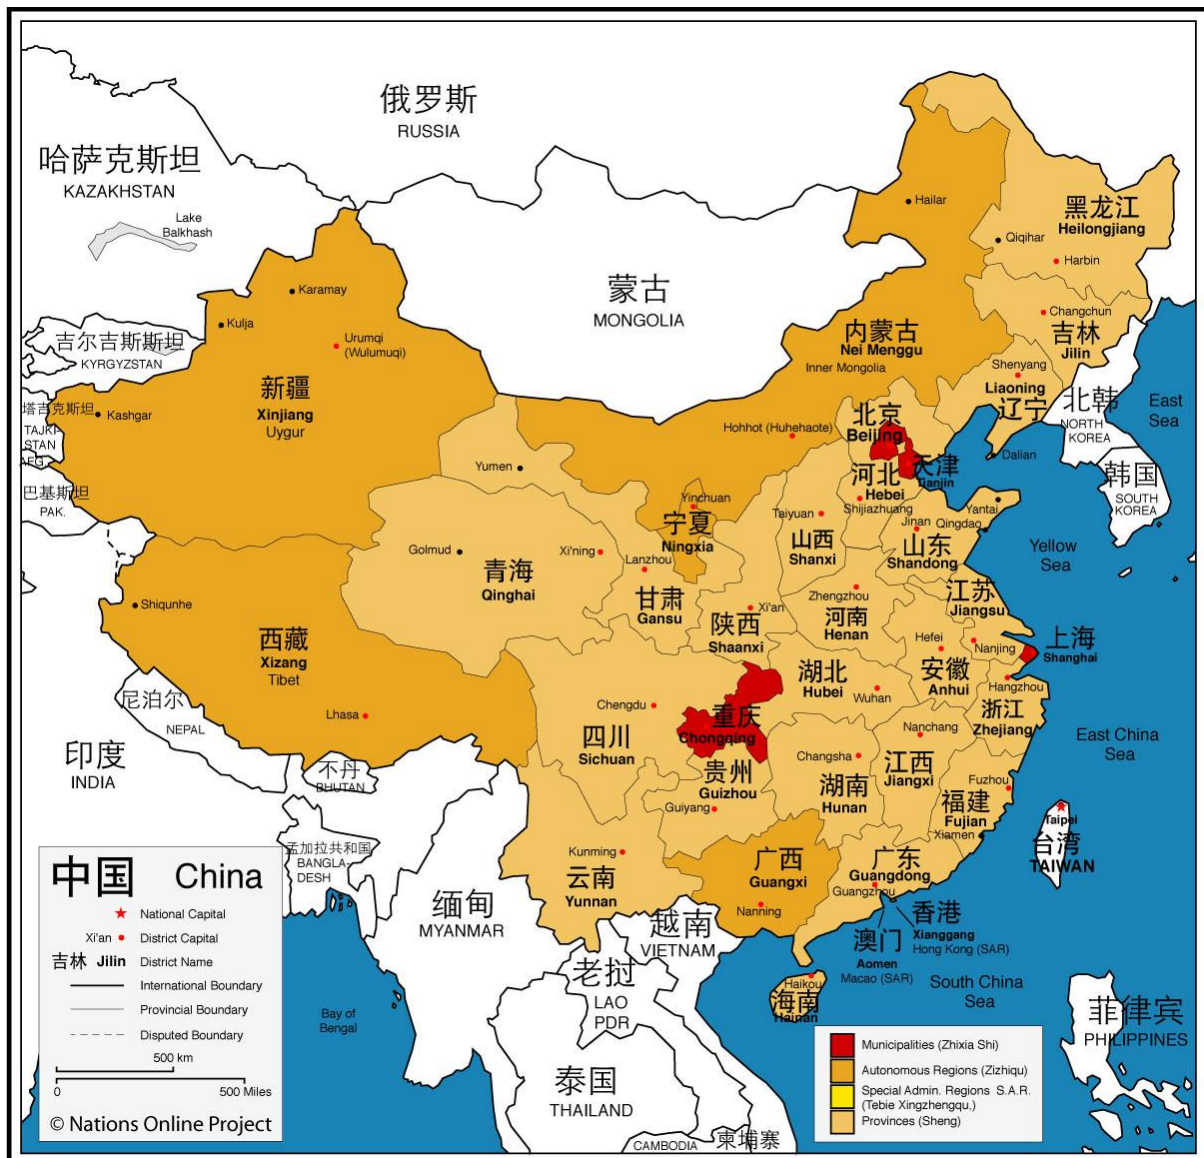 俄罗斯
RUSSIA
哈萨克斯坦
KAZAKHSTAN
Lake
Balkhash
Hailar
黑龙江
Heilongjiang
Qiqihar
Harbin
蒙古
MONGOLIA
Karamay
Kulja
Urumqi
(Wulumuqi)
吉尔吉斯斯坦
KYRGYZSTAN
Changchun
吉林
Jilin
内蒙古
Nei Menggu
Inner Mongolia
Shenyang
Liaoning
辽宁
新疆
Xinjiang
Uygur
塔吉克斯坦
TAJKI-
STAN
AFG.
Kashgar
巴基斯坦
PAK.
北韩
NORTH
KOREA
East
Sea
韩国
SOUTH
KOREA
北京
Beijing
天津
Tianjin
Dalian
Hohhot (Huhehaote)
河北
Hebei
Shijiazhuang
Yumen
Yinchuan
宁夏
Ningxia
Taiyuan
山西
Shanxi
Jinan
Qingdao
Yantai
山东
Shandong
Yellow
Sea
Golmud
青海
Qinghai
Xi'ning
Lanzhou
甘肃
Gansu
Zhengzhou
河南
Henan
Xi'an
陕西
Shaanxi
江苏
Jiangsu
Shiqunhe
西藏
Xizang
Tibet
Lhasa
Hefei
安徽
Anhui
Nanjing
上海
Shanghai
Hangzhou
浙江
Zhejiang
湖北
Hubei
Wuhan
Chengdu
四川
Sichuan
重庆
Chongqing
尼泊尔
NEPAL
印度
INDIA
不丹
BHUTAN
Nanchang
江西
Jiangxi
Changsha
湖南
Hunan
贵州
Guizhou
Guiyang
East China
Sea
Fuzhou
福建
Fujian
Xiamen
Taipei
台湾
TAIWAN
孟加拉共和国
BANGLA-
DESH
Kunming
云南
Yunnan
广西
Guangxi
Nanning
广东
Guangdong
Guangzhou
香港
Xianggang
Hong Kong (SAR)
澳门
Aomen
Macao (SAR)
缅甸
MYANMAR
越南
VIETNAM
老挝
LAO
PDR
Haikou
海南
Hainan
South China
Sea
菲律宾
PHILIPPINES
Bay of
Bengal
泰国
THAILAND
CAMBODIA
柬埔寨
中国 China
National Capital
Xi'an District Capital
吉林 Jilin District Name
International Boundary
Provincial Boundary
Disputed Boundary
500 km
0 500 Miles
© Nations Online Project
Municipalities (Zhixia Shi)
Autonomous Regions (Zizhiqu)
Special Admin. Regions S.A.R.
(Tebie Xingzhengqu,)
Provinces (Sheng)